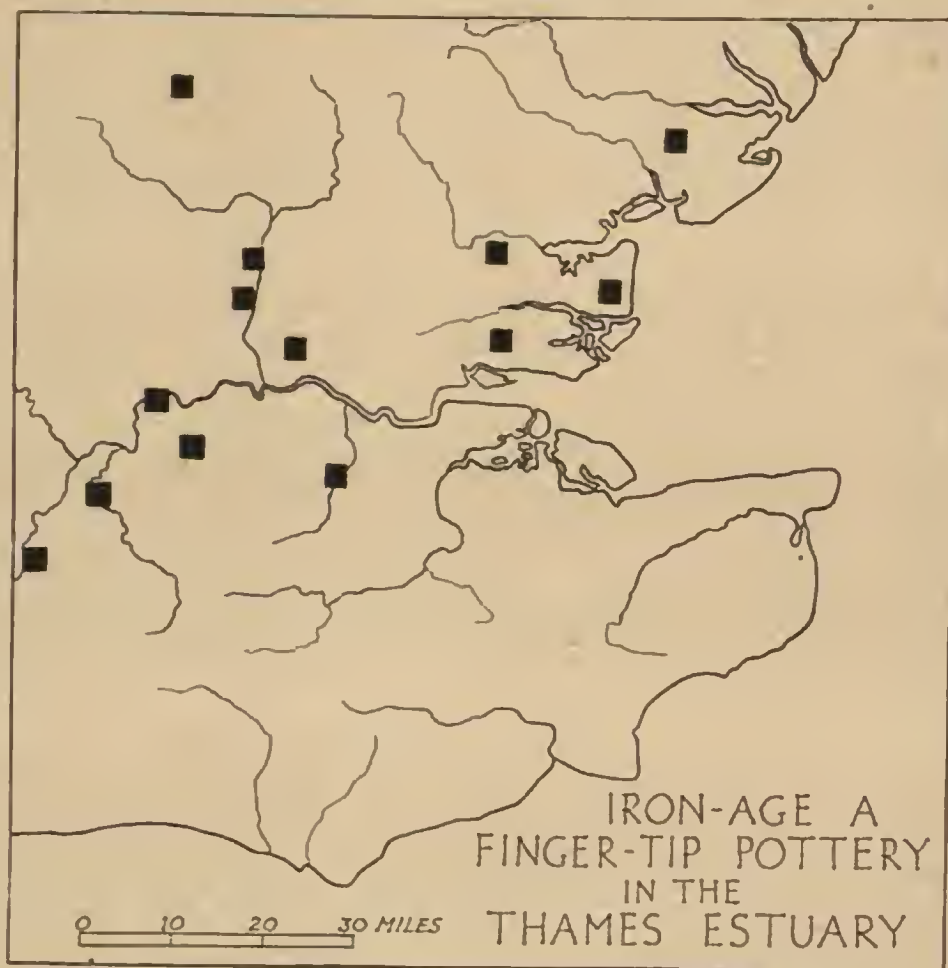 IRON-AGE A
FINGER-TIP POTTERY
IN THE
THAMES ESTUARY
0 10 20 30 MILES